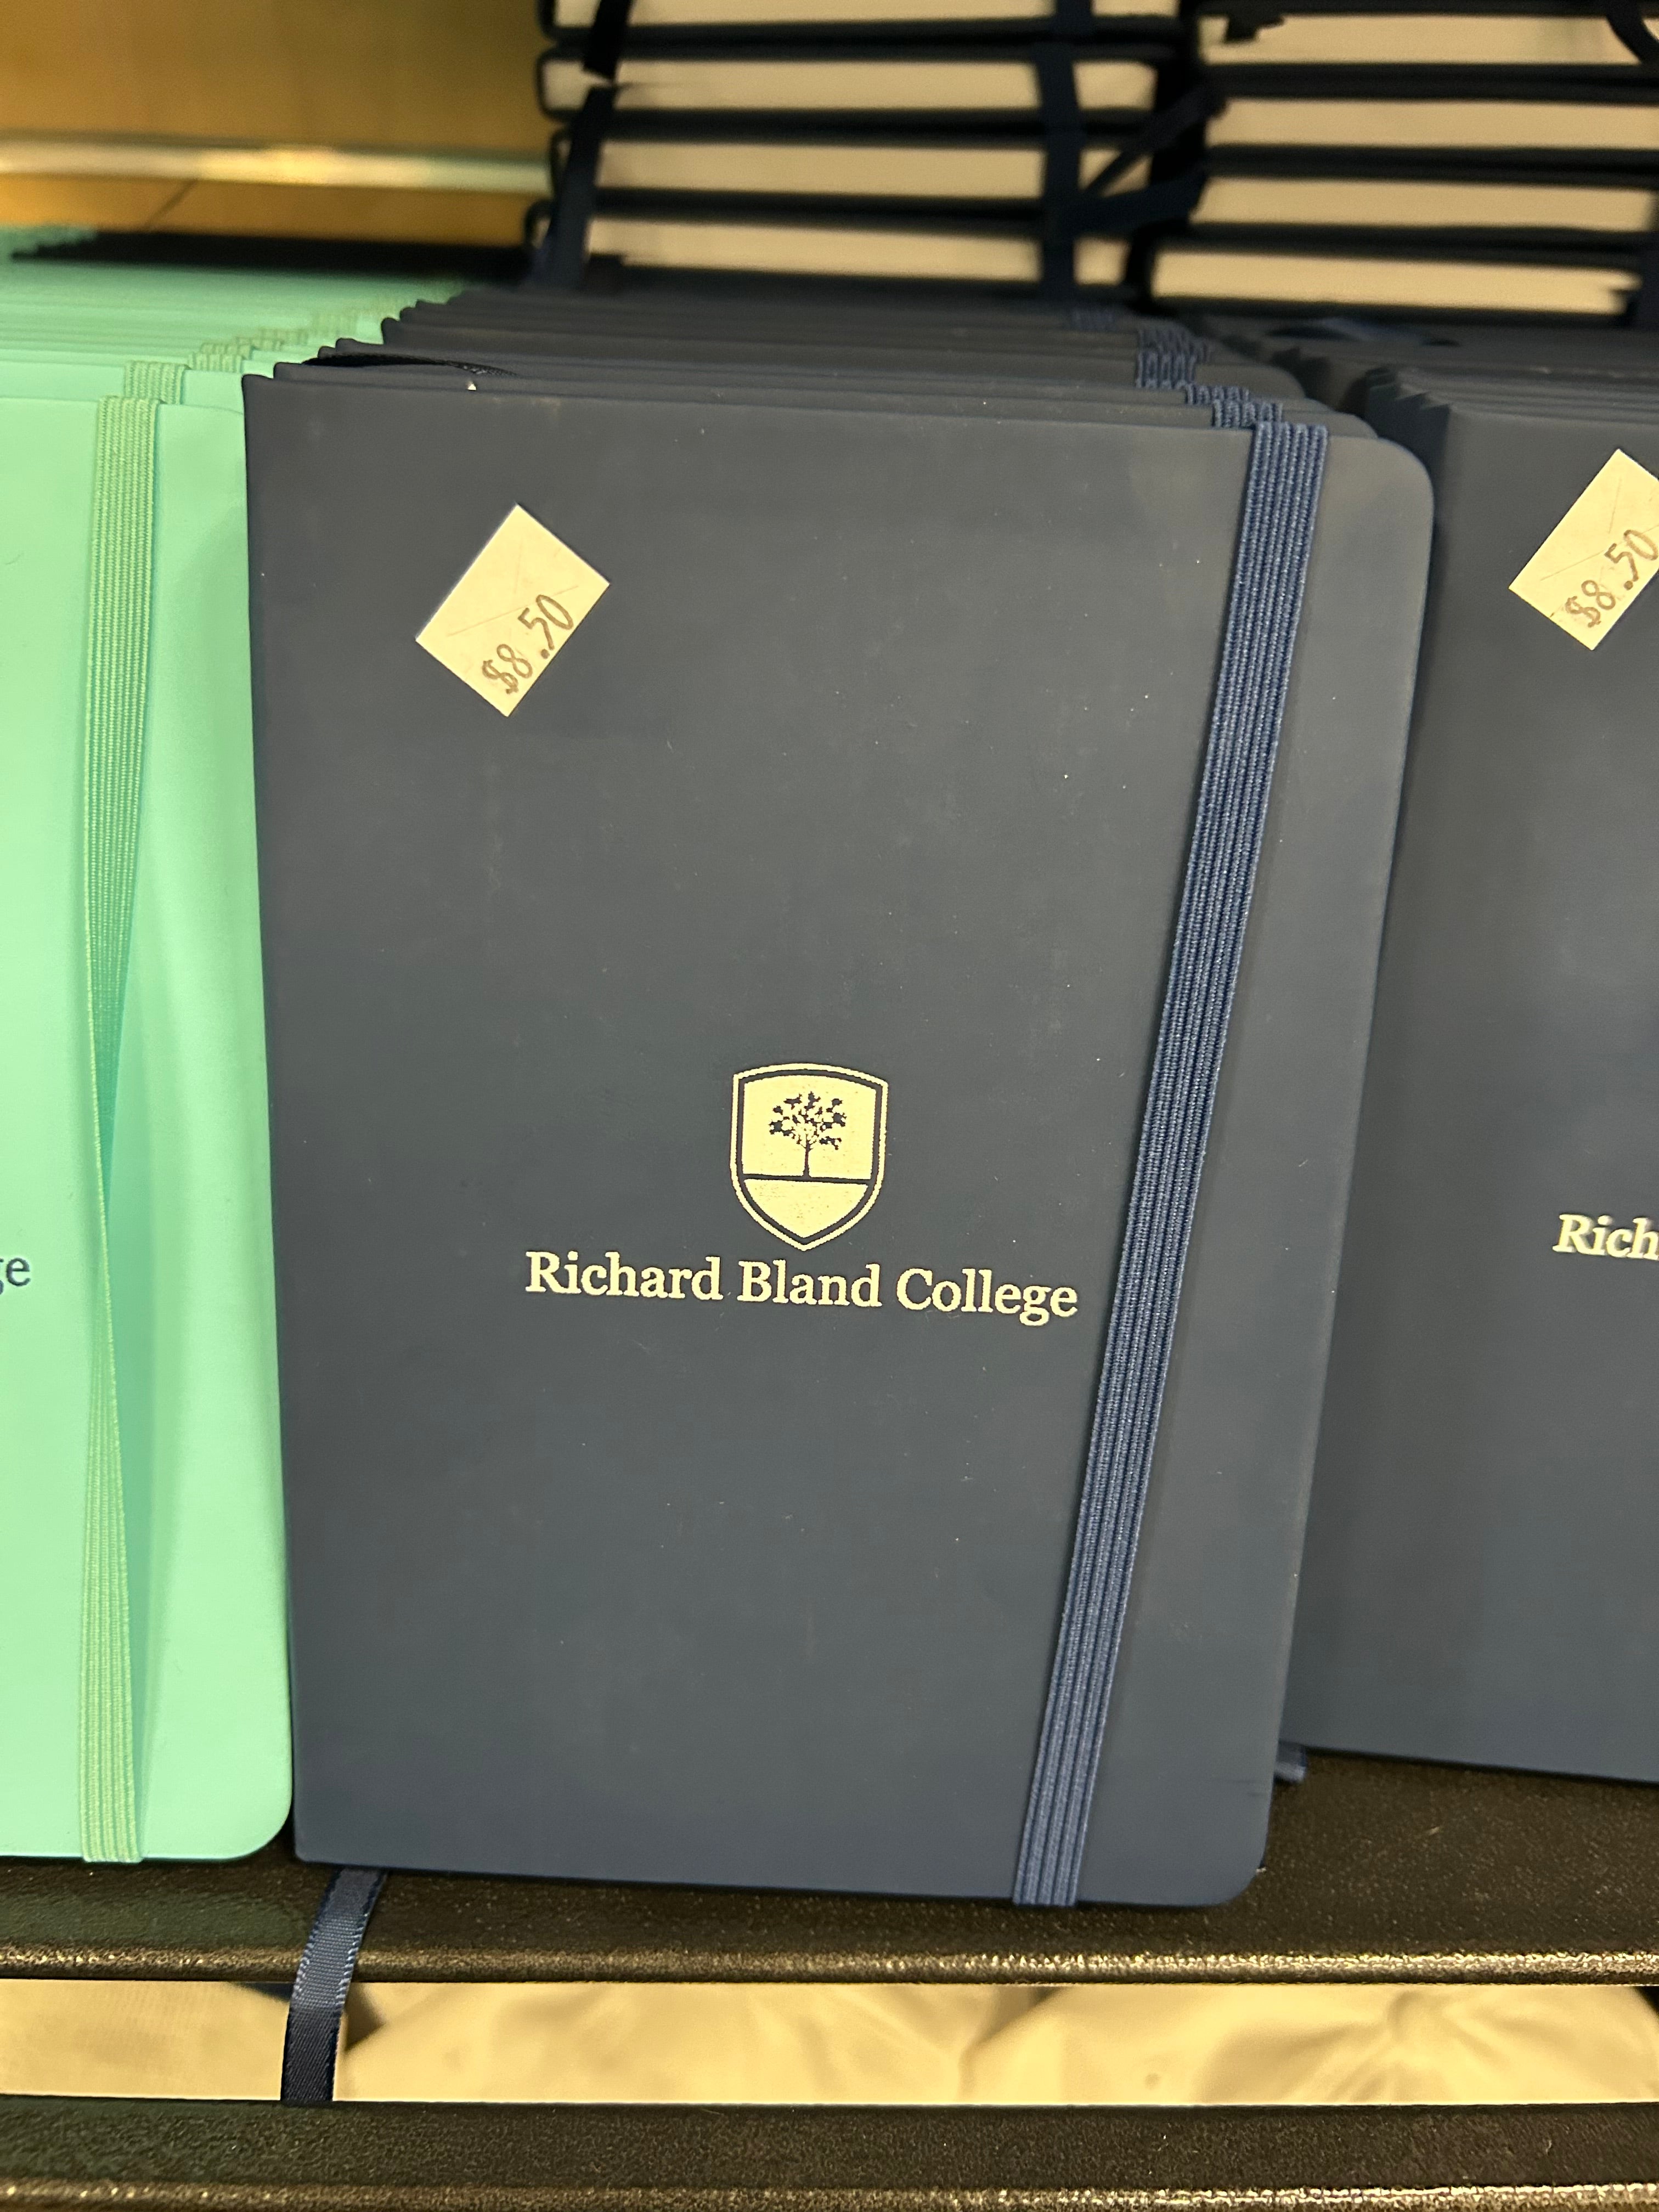 $8.50
$8.50
ge
Richard Bland College
Rich